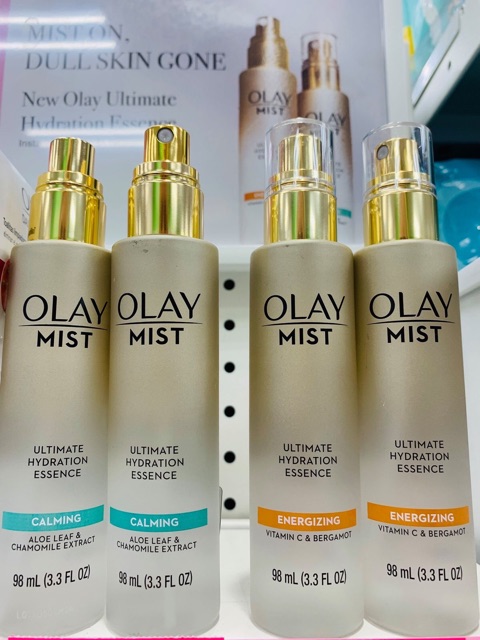 MIST ON,
DULL SKIN GONE
New Olay Ultimate
Hydration Essence
OLAY
MIST
OLAY
MIST
OLAY
MIST
ULTIMATE
HYDRATION
ESSENCE
CALMING
ALOE LEAF &
CHAMOMILE EXTRACT
98 mL (3.3 FL OZ)
OLAY
MIST
ULTIMATE
HYDRATION
ESSENCE
CALMING
ALOE LEAF &
CHAMOMILE EXTRACT
98 mL (3.3 FL OZ)
OLAY
MIST
ULTIMATE
HYDRATION
ESSENCE
ENERGIZING
VITAMIN C & BERGAMOT
98 mL (3.3 FL OZ)
OLAY
MIST
ULTIMATE
HYDRATION
ESSENCE
ENERGIZING
VITAMIN C & BERGAMOT
98 mL (3.3 FL OZ)